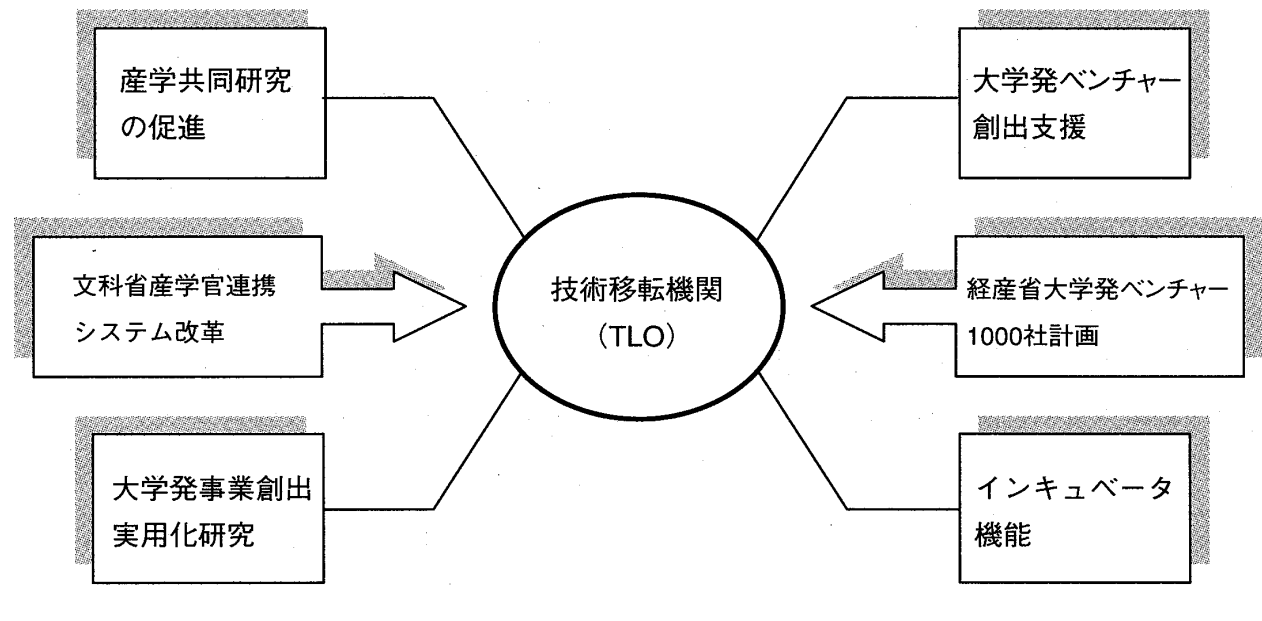 産学共同研究
の促進
大学発ベンチャー
創出支援
文科省産学官連携
システム改革
技術移転機関
（TLO）
経産省大学発ベンチャー
1000社計画
大学発事業創出
実用化研究
インキュベータ
機能